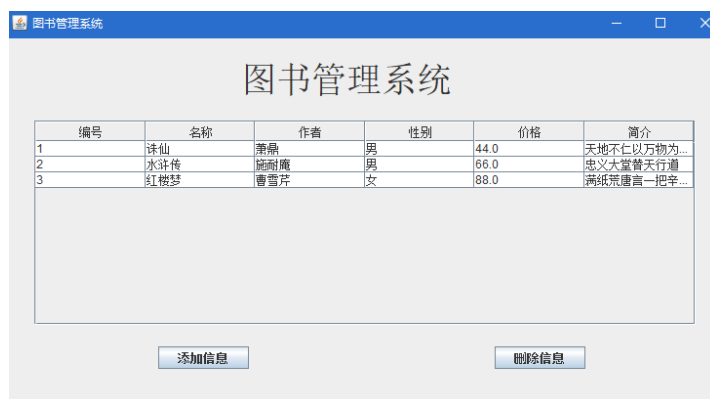 图书管理系统
图书管理系统
编号 名称 作者 性别 价格 简介
1 诛仙 萧鼎 男 44.0 天地不仁以万物为...
2 水浒传 施耐庵 男 66.0 忠义大堂替天行道
3 红楼梦 曹雪芹 女 88.0 满纸荒唐言一把辛...
添加信息 删除信息